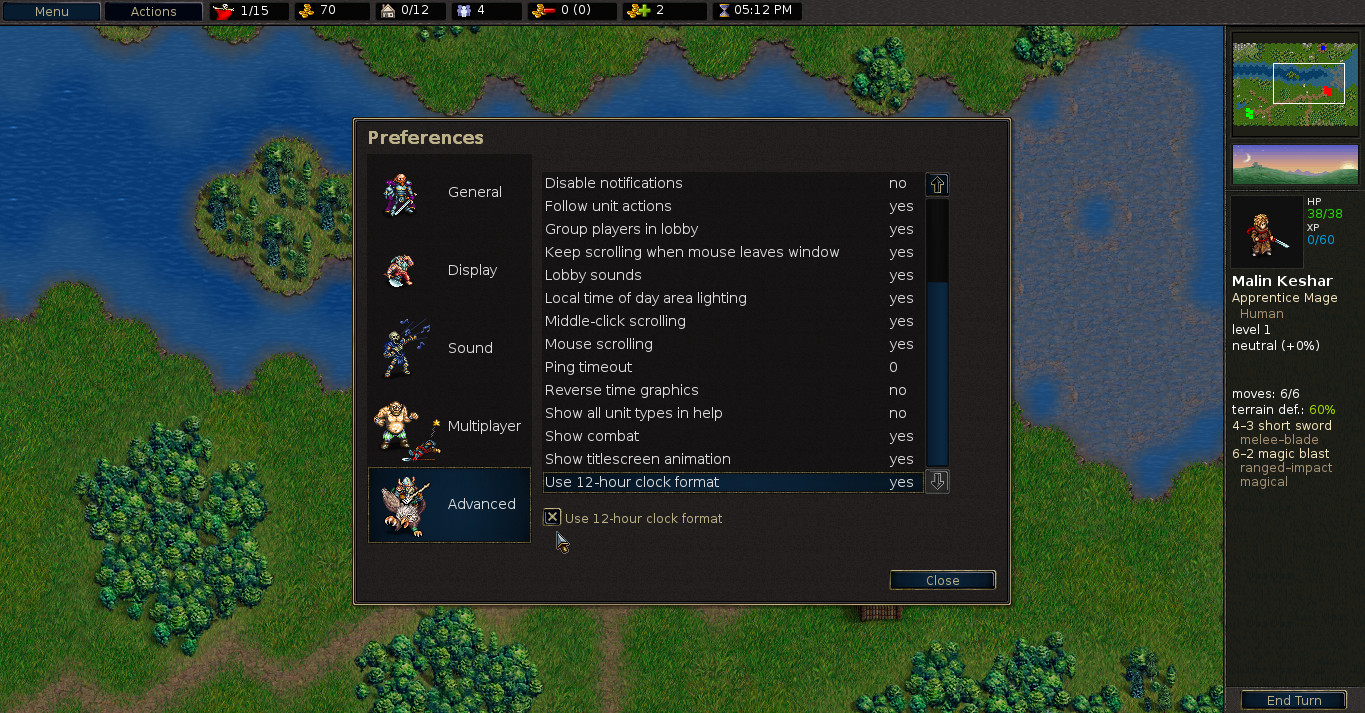 Menu Actions 1/15 70 0/12 4 0 (0) 2 05:12 PM
Preferences
General
Display
Sound
Multiplayer
Advanced
Disable notifications no
Follow unit actions yes
Group players in lobby yes
Keep scrolling when mouse leaves window yes
Lobby sounds yes
Local time of day area lighting yes
Middle-click scrolling yes
Mouse scrolling yes
Ping timeout 0
Reverse time graphics no
Show all unit types in help no
Show combat yes
Show titlescreen animation yes
Use 12-hour clock format yes
Use 12-hour clock format
Close
HP
38/38
XP
0/60
Malin Keshar
Apprentice Mage
Human
level 1
neutral (+0%)
moves: 6/6
terrain def.: 60%
4–3 short sword
melee–blade
6–2 magic blast
ranged–impact
magical
End Turn